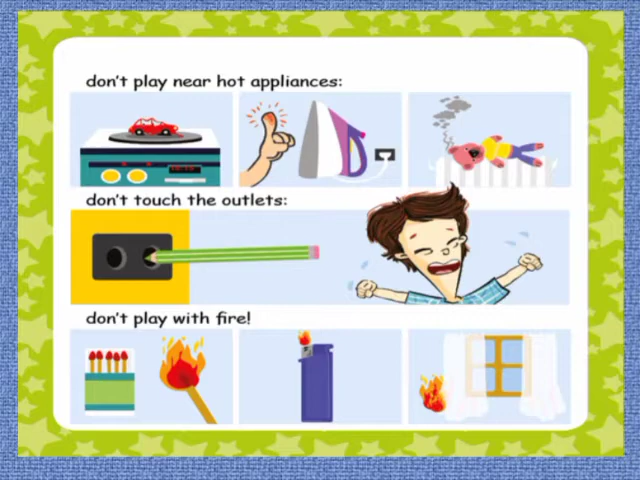 don't play near hot appliances:
don't touch the outlets:
don't play with fire!